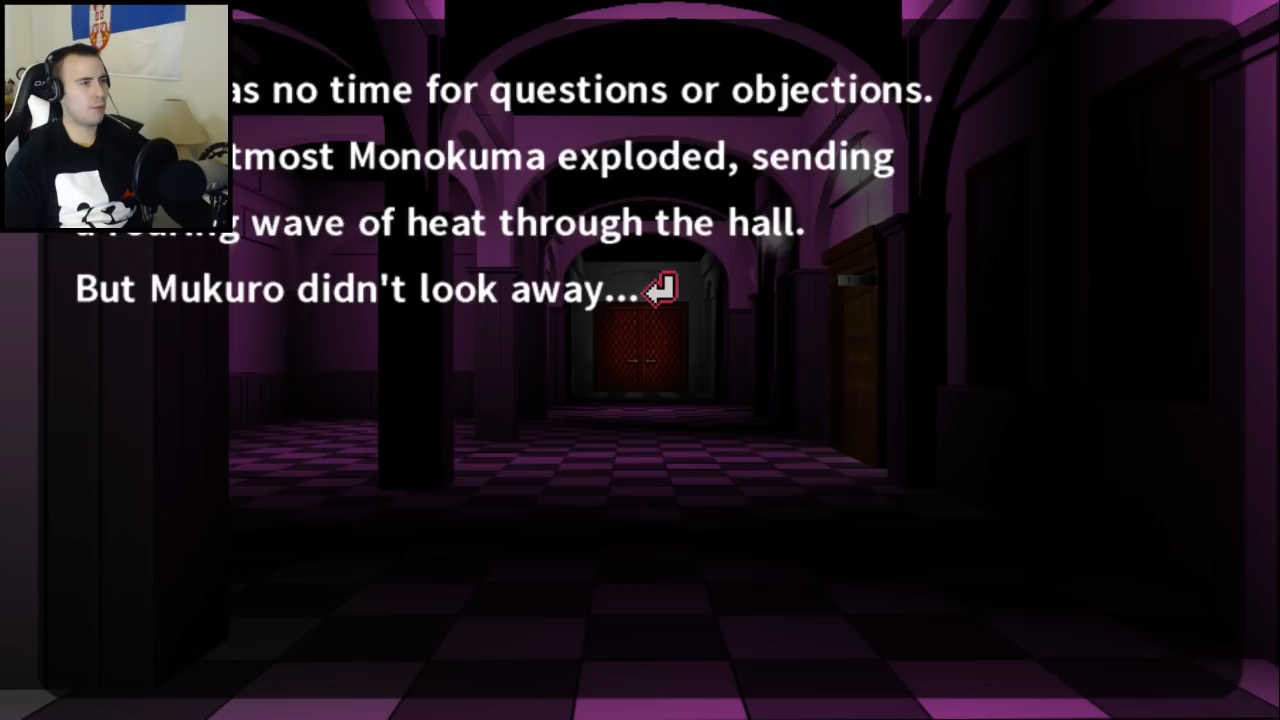 as no time for questions or objections.
tmost Monokuma exploded, sending
wave of heat through the hall.
But Mukuro didn't look away...